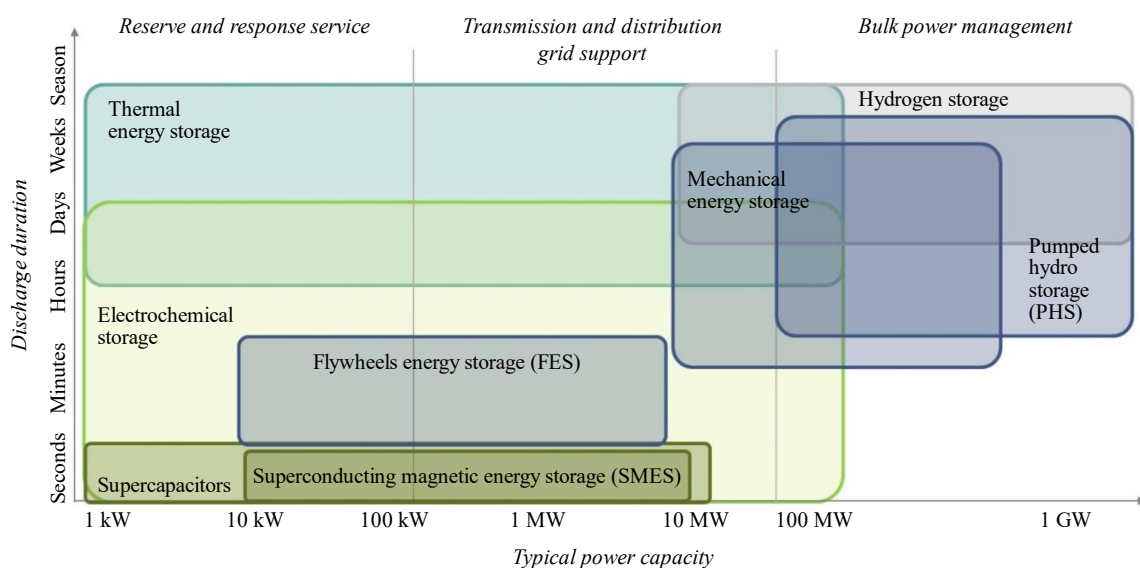 Reserve and response service
Transmission and distribution
grid support
Bulk power management
Season
Weeks
Days
Hours
Minutes
Seconds
Discharge duration
Thermal
energy storage
Hydrogen storage
Mechanical
energy storage
Pumped
hydro
storage
(PHS)
Electrochemical
storage
Flywheels energy storage (FES)
Superconducting magnetic energy storage (SMES)
Supercapacitors
1 kW
10 kW
100 kW
1 MW
10 MW
100 MW
1 GW
Typical power capacity